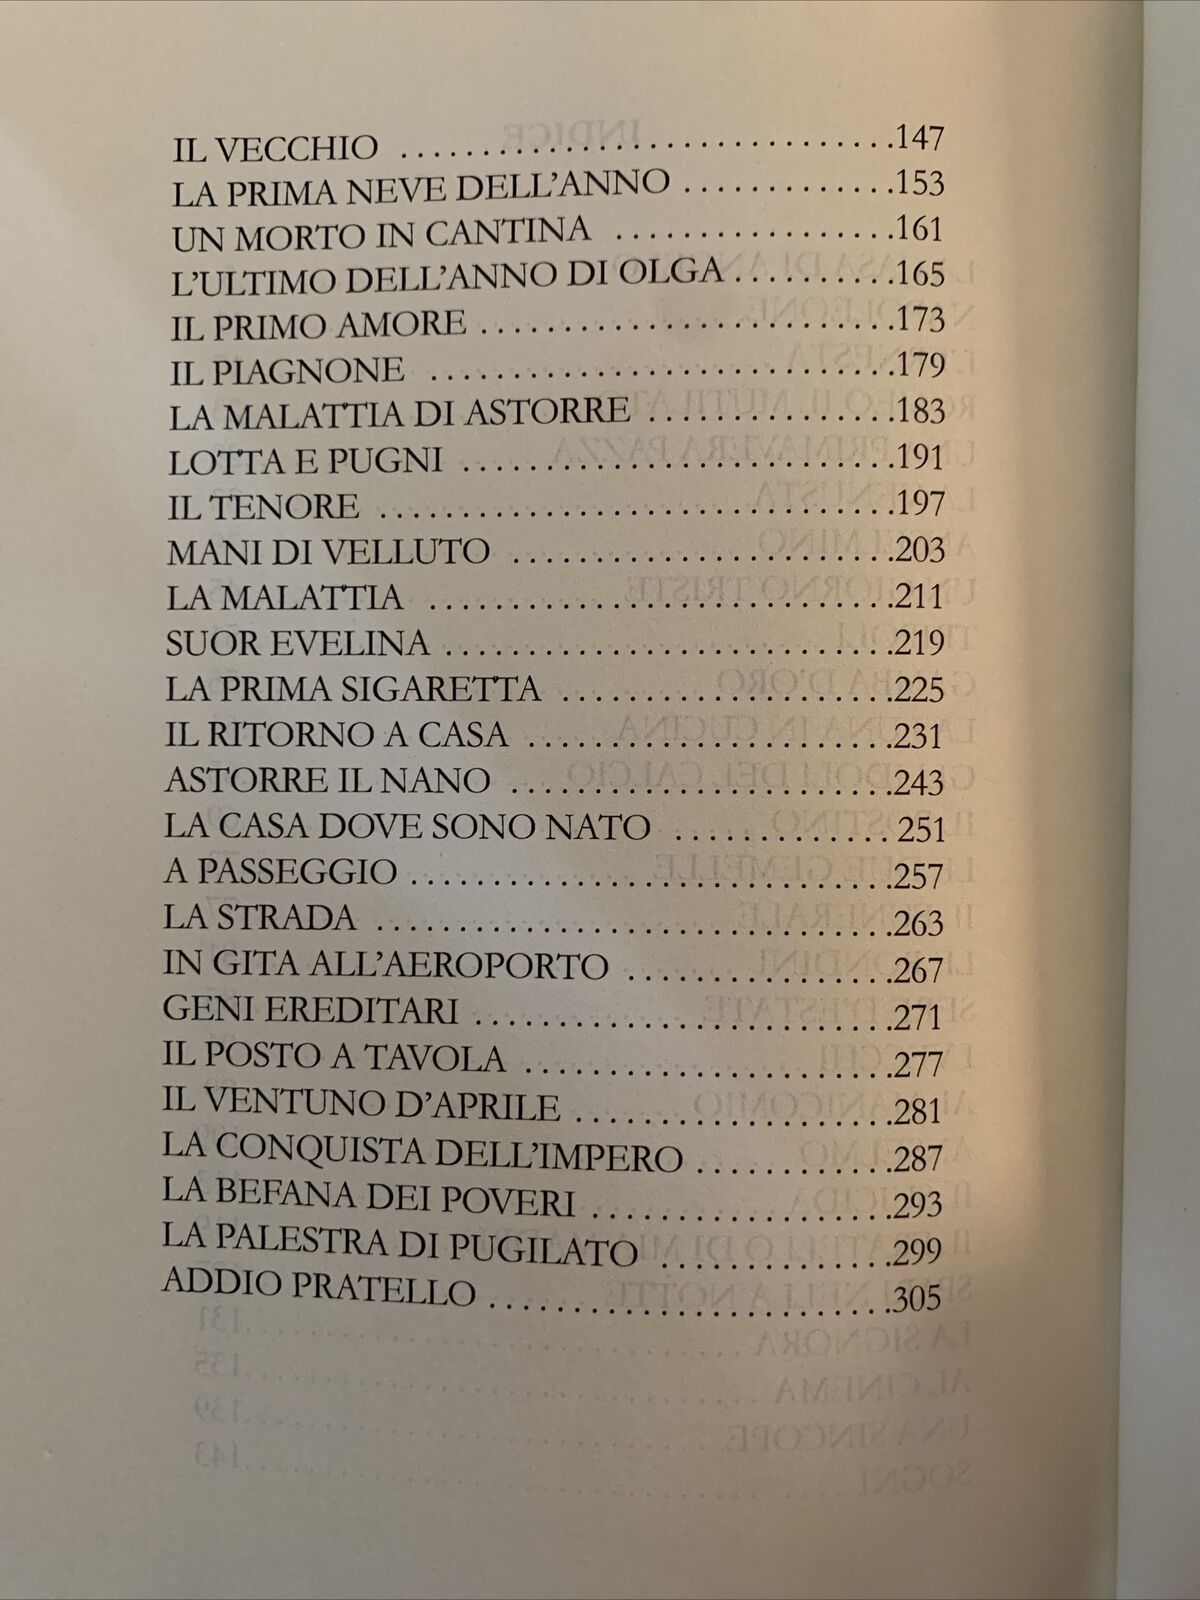 IL VECCHIO ...............................147
LA PRIMA NEVE DELL'ANNO .............153
UN MORTO IN CANTINA .................161
L'ULTIMO DELL'ANNO DI OLGA..........165
IL PRIMO AMORE ..........................173
IL PIAGNONE .............................179
LA MALATTIA DI ASTORRE ...............183
LOTTA E PUGNI ...........................191
IL TENORE ................................197
MANI DI VELLUTO ........................203
LA MALATTIA .............................211
SUOR EVELINA ............................219
LA PRIMA SIGARETTA .....................225
IL RITORNO A CASA .......................231
ASTORRE IL NANO ........................243
LA CASA DOVE SONO NATO ..............251
A PASSEGGIO ..............................257
LA STRADA ................................263
IN GITA ALL'AEROPORTO .................267
GENI EREDITARI ..........................271
IL POSTO A TAVOLA .......................277
IL VENTUNO D'APRILE ....................281
LA CONQUISTA DELL'IMPERO ............287
LA BEFANA DEI POVERI ...................293
LA PALESTRA DI PUGILATO ...............299
ADDIO PRATELLO .........................305